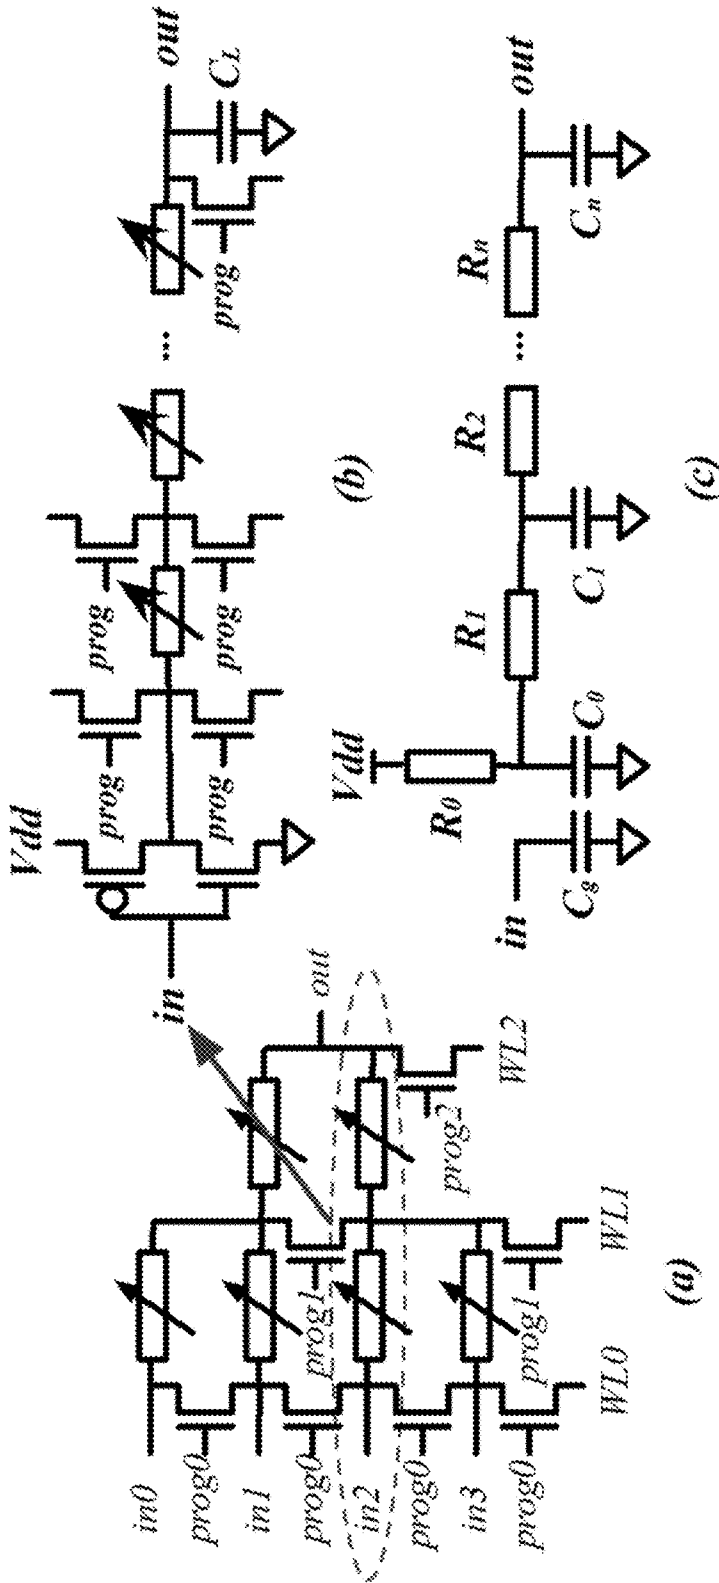 in0
prog0
in1
prog0
in2
prog0
in3
prog0
prog1
prog1
prog2
out
WL0
WL1
WL2
(a)
in
Vdd
prog
prog
prog
prog
...
prog
out
CL
(b)
in
Cg
Vdd
R0
C0
R1
C1
R2
...
Rn
Cn
out
(c)